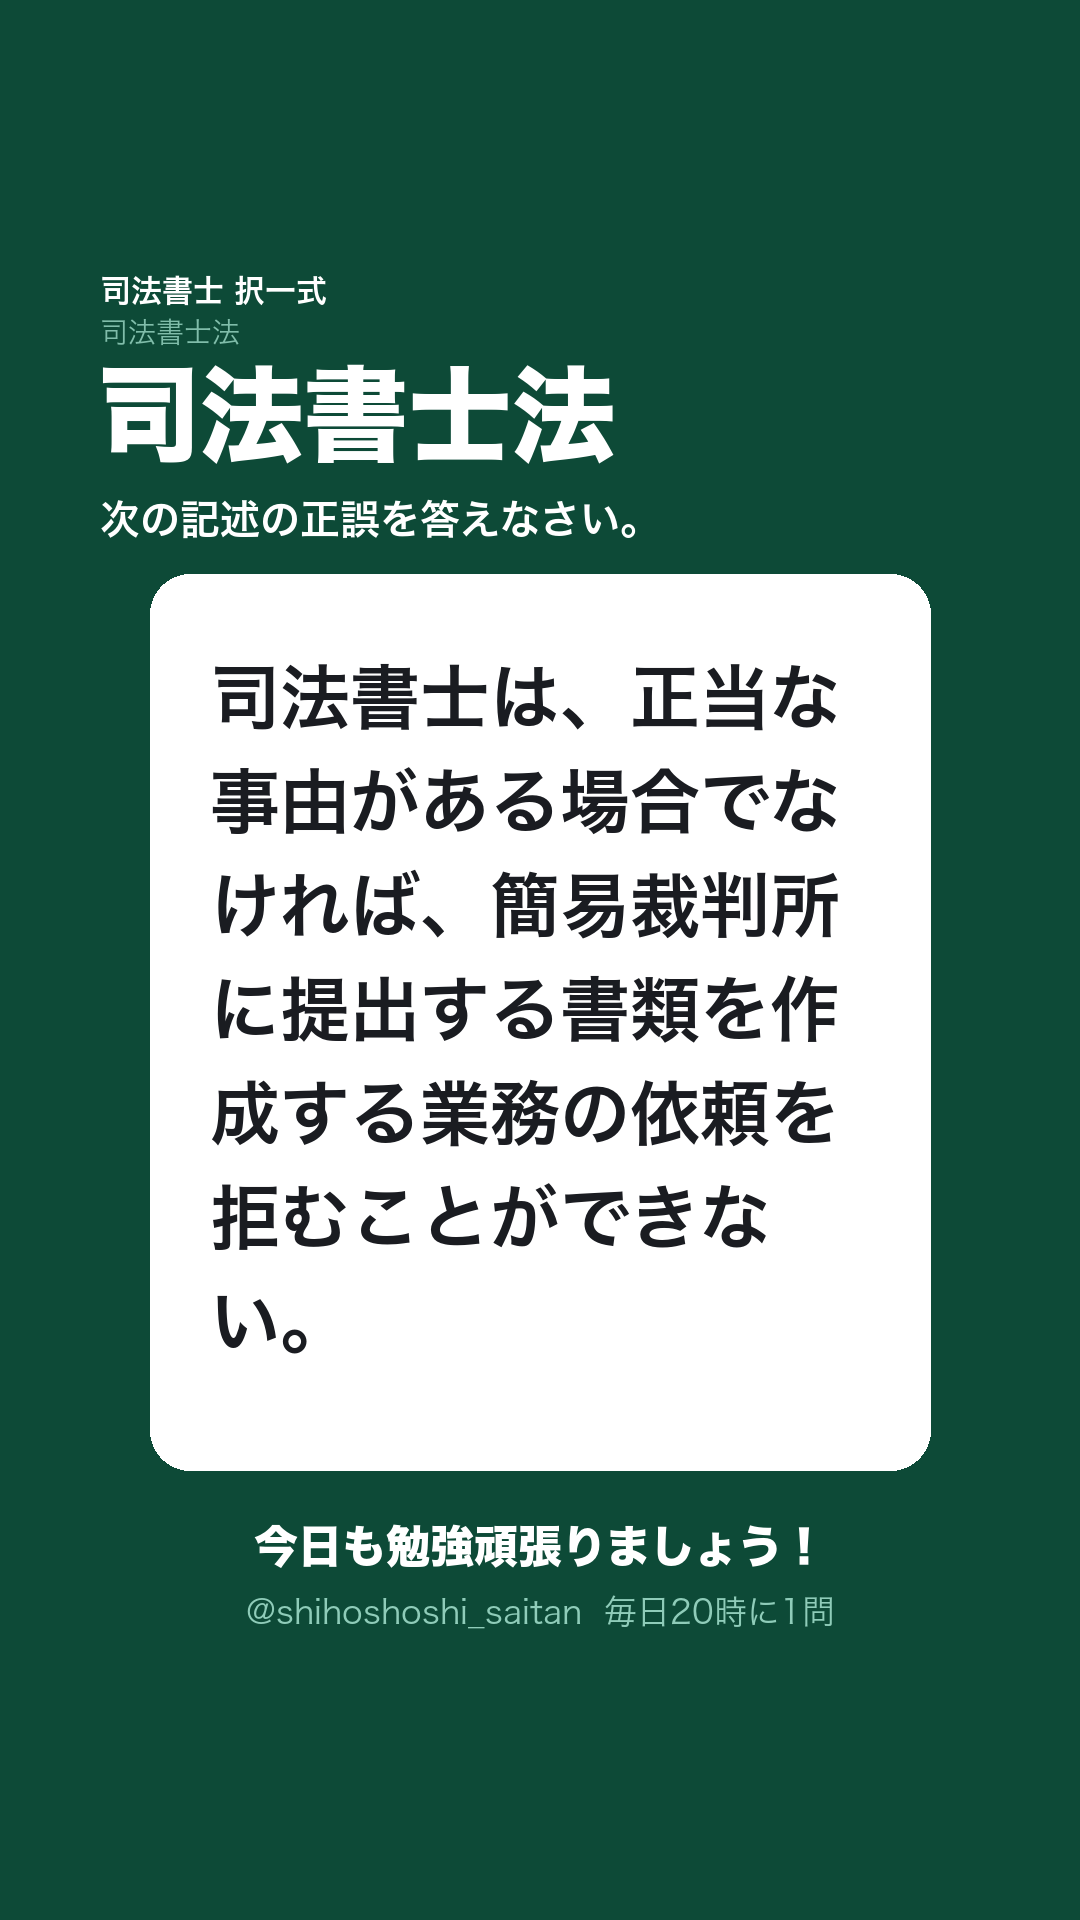 司法書士 択一式
司法書士法
司法書士法
次の記述の正誤を答えなさい。
司法書士は、正当な
事由がある場合でな
ければ、簡易裁判所
に提出する書類を作
成する業務の依頼を
拒むことができな
い。
今日も勉強頑張りましょう！
@shihoshoshi_saitan 毎日20時に1問